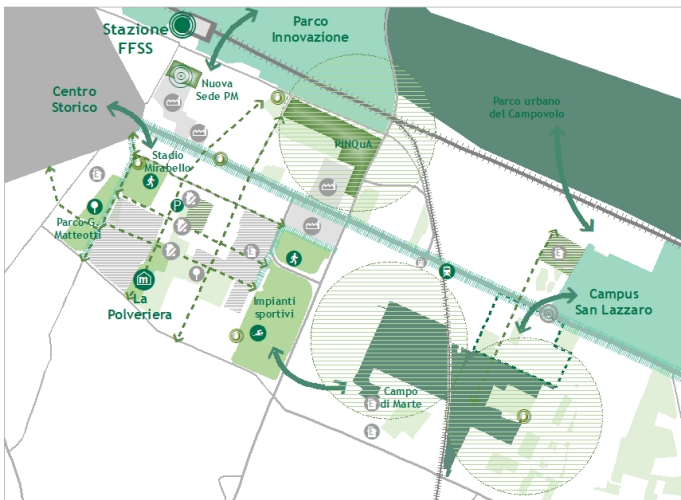 Stazione
FFSS
Parco
Innovazione
Nuova
Sede PM
Centro
Storico
Parco urbano
del Campovolo
PINQuA
Stadio
Mirabello
P
Parco G.
Matteotti
m
La
Polveriera
Impianti
sportivi
Campus
San Lazzaro
Campo
di Marte